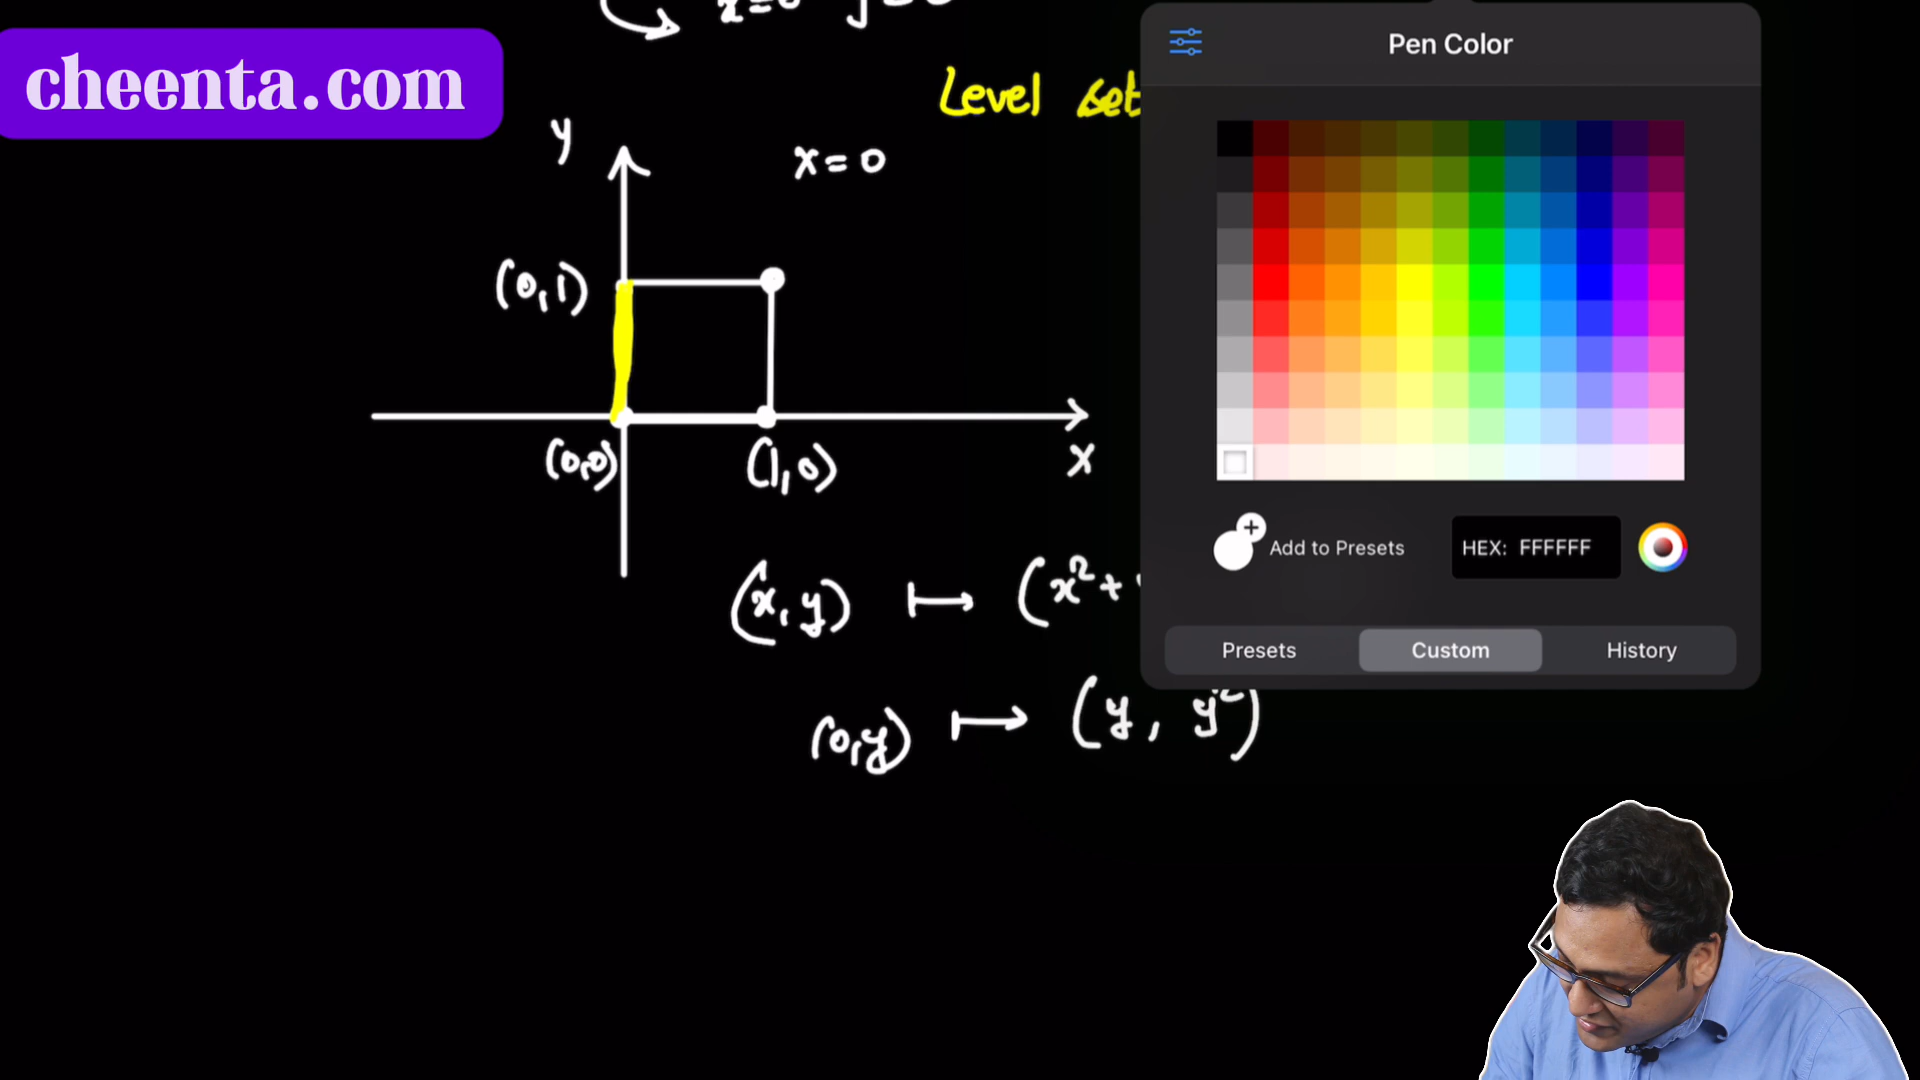 cheenta.com
Pen Color
Level set
y
x = 0
(0,1)
(0,0)
(1,0)
x
Add to Presets
HEX: FFFFFF
(x, y) ↦ (x² +
Presets
Custom
History
(0,y) ↦ (y, y²)